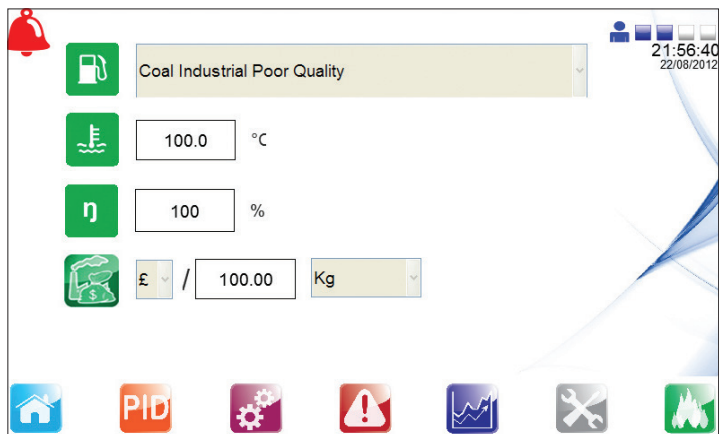 21:56:40
22/08/2012
Coal Industrial Poor Quality
100.0 °C
ŋ 100 %
$ £ / 100.00 Kg
PID